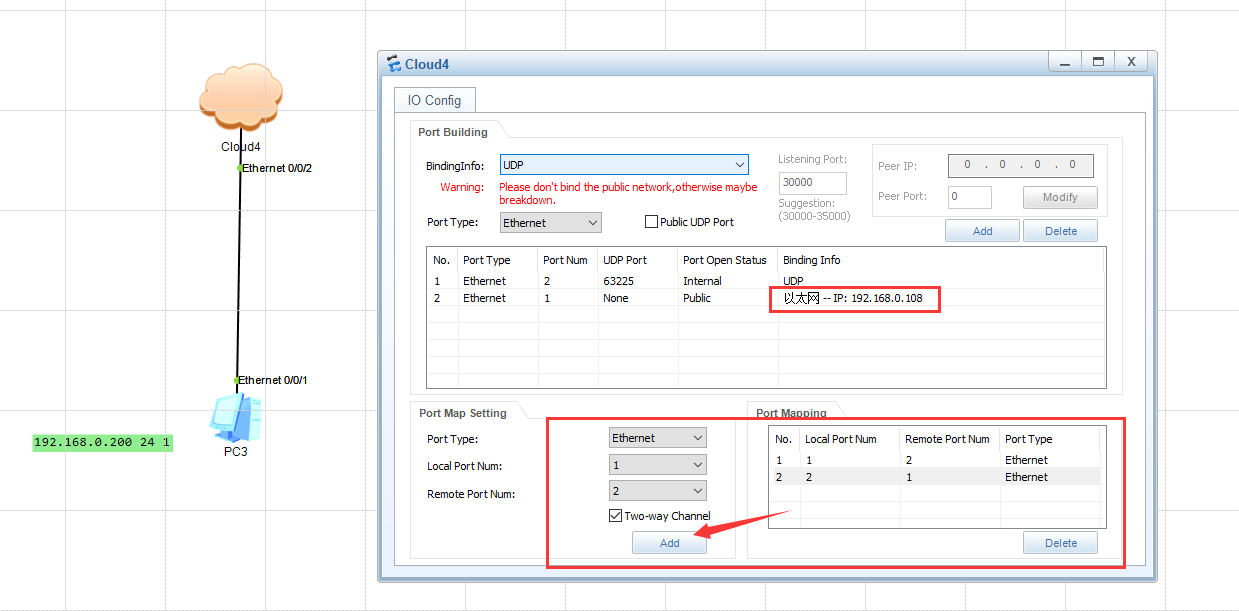 Cloud4
Ethernet 0/0/2
Ethernet 0/0/1
192.168.0.200 24 1
PC3
Cloud4
IO Config
Port Building
BindingInfo: UDP
Warning: Please don't bind the public network,otherwise maybe
breakdown.
Port Type: Ethernet Public UDP Port
Listening Port:
30000
Suggestion:
(30000-35000)
Peer IP: 0 . 0 . 0 . 0
Peer Port: 0 Modify
Add Delete
No. Port Type Port Num UDP Port Port Open Status Binding Info
1 Ethernet 2 63225 Internal UDP
2 Ethernet 1 None Public 以太网 -- IP: 192.168.0.108
Port Map Setting
Port Type: Ethernet
Local Port Num: 1
Remote Port Num: 2
Two-way Channel
Add
Port Mapping
No. Local Port Num Remote Port Num Port Type
1 1 2 Ethernet
2 2 1 Ethernet
Delete